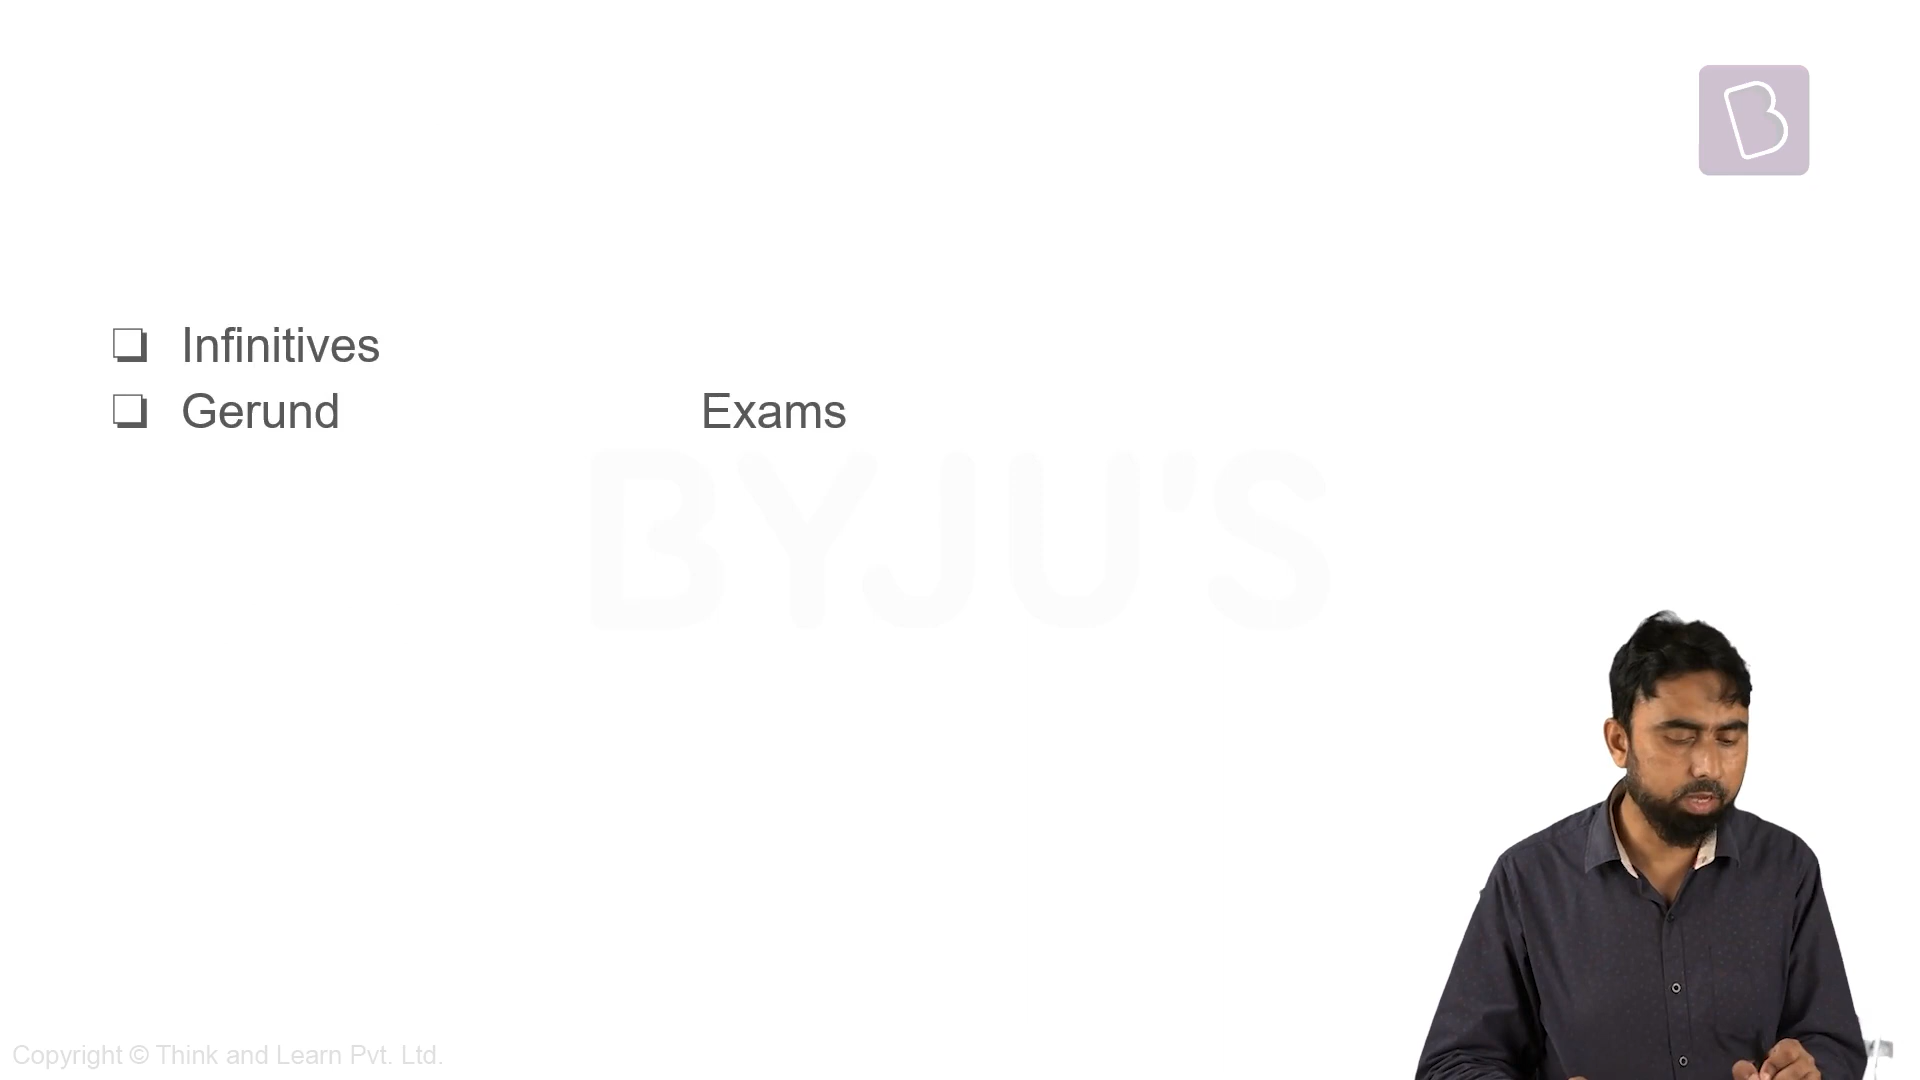 Infinitives
Gerund Exams
BYJU'S
Copyright © Think and Learn Pvt. Ltd.